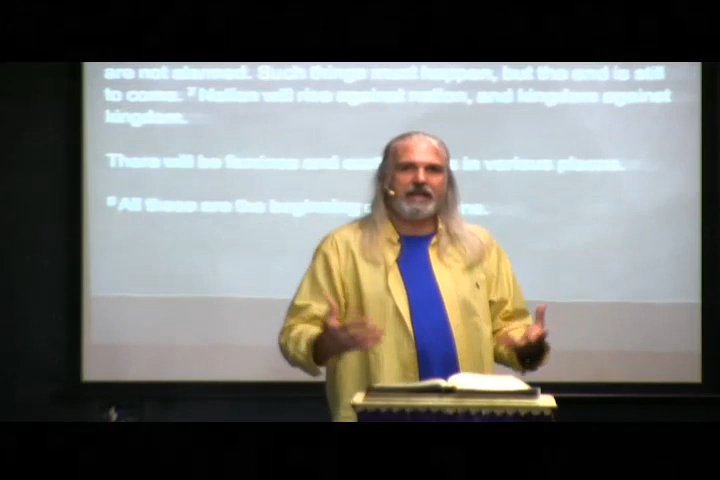 are not alarmed. Such things must happen, but the end is still
to come. 7 Nation will rise against nation, and kingdom against
kingdom.
There will be famines and in various places.
8 All these are the beginning